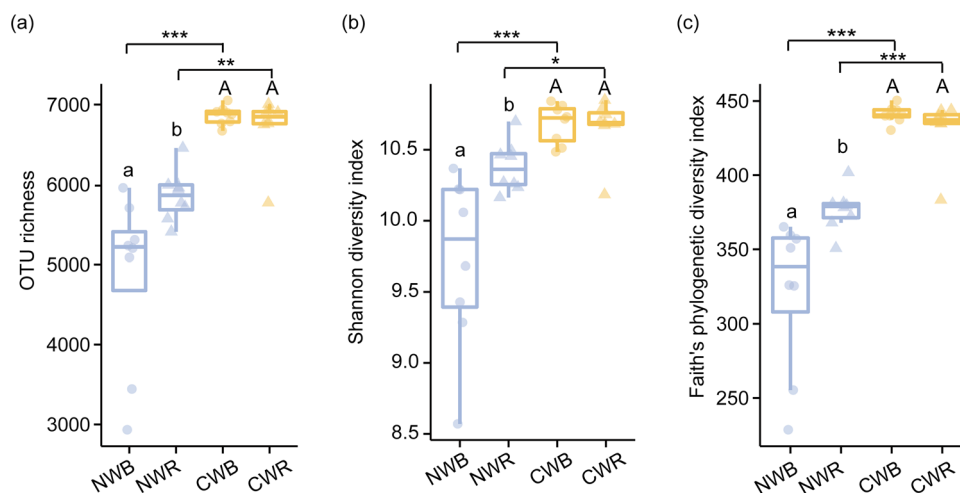 (a)
***
**
A
A
b
a
7000
6000
5000
4000
3000
OTU richness
NWB
NWR
CWB
CWR
(b)
***
*
A
A
b
a
10.5
10.0
9.5
9.0
8.5
Shannon diversity index
NWB
NWR
CWB
CWR
(c)
***
***
A
A
b
a
450
400
350
300
250
Faith's phylogenetic diversity index
NWB
NWR
CWB
CWR